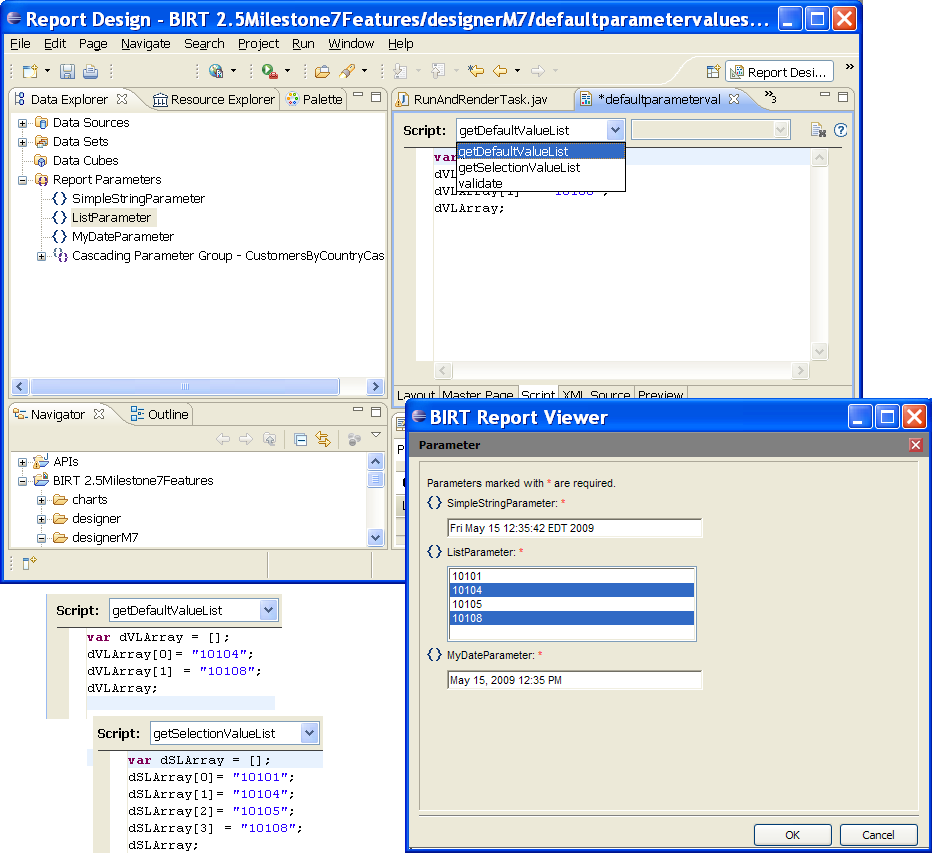 Report Design - BIRT 2.5Milestone7Features/designerM7/defaultparametervalues...
File Edit Page Navigate Search Project Run Window Help
Report Desi... »
Data Explorer Resource Explorer Palette
RunAndRenderTask.jav *defaultparameterval »3
Data Sources
Data Sets
Data Cubes
Report Parameters
SimpleStringParameter
ListParameter
MyDateParameter
Cascading Parameter Group - CustomersByCountryCas
Script: getDefaultValueList
getDefaultValueList
getSelectionValueList
validate
var
dVL
dVLArray[1] = "10108";
dVLArray;
Layout Master Page Script XML Source Preview
Navigator Outline
APIs
BIRT 2.5Milestone7Features
charts
designer
designerM7
BIRT Report Viewer
Parameter
Parameters marked with * are required.
SimpleStringParameter: *
Fri May 15 12:35:42 EDT 2009
ListParameter: *
10101
10104
10105
10108
MyDateParameter: *
May 15, 2009 12:35 PM
OK Cancel
Script: getDefaultValueList
var dVLArray = [];
dVLArray[0]= "10104";
dVLArray[1] = "10108";
dVLArray;
Script: getSelectionValueList
var dSLArray = [];
dSLArray[0]= "10101";
dSLArray[1]= "10104";
dSLArray[2]= "10105";
dSLArray[3] = "10108";
dSLArray;